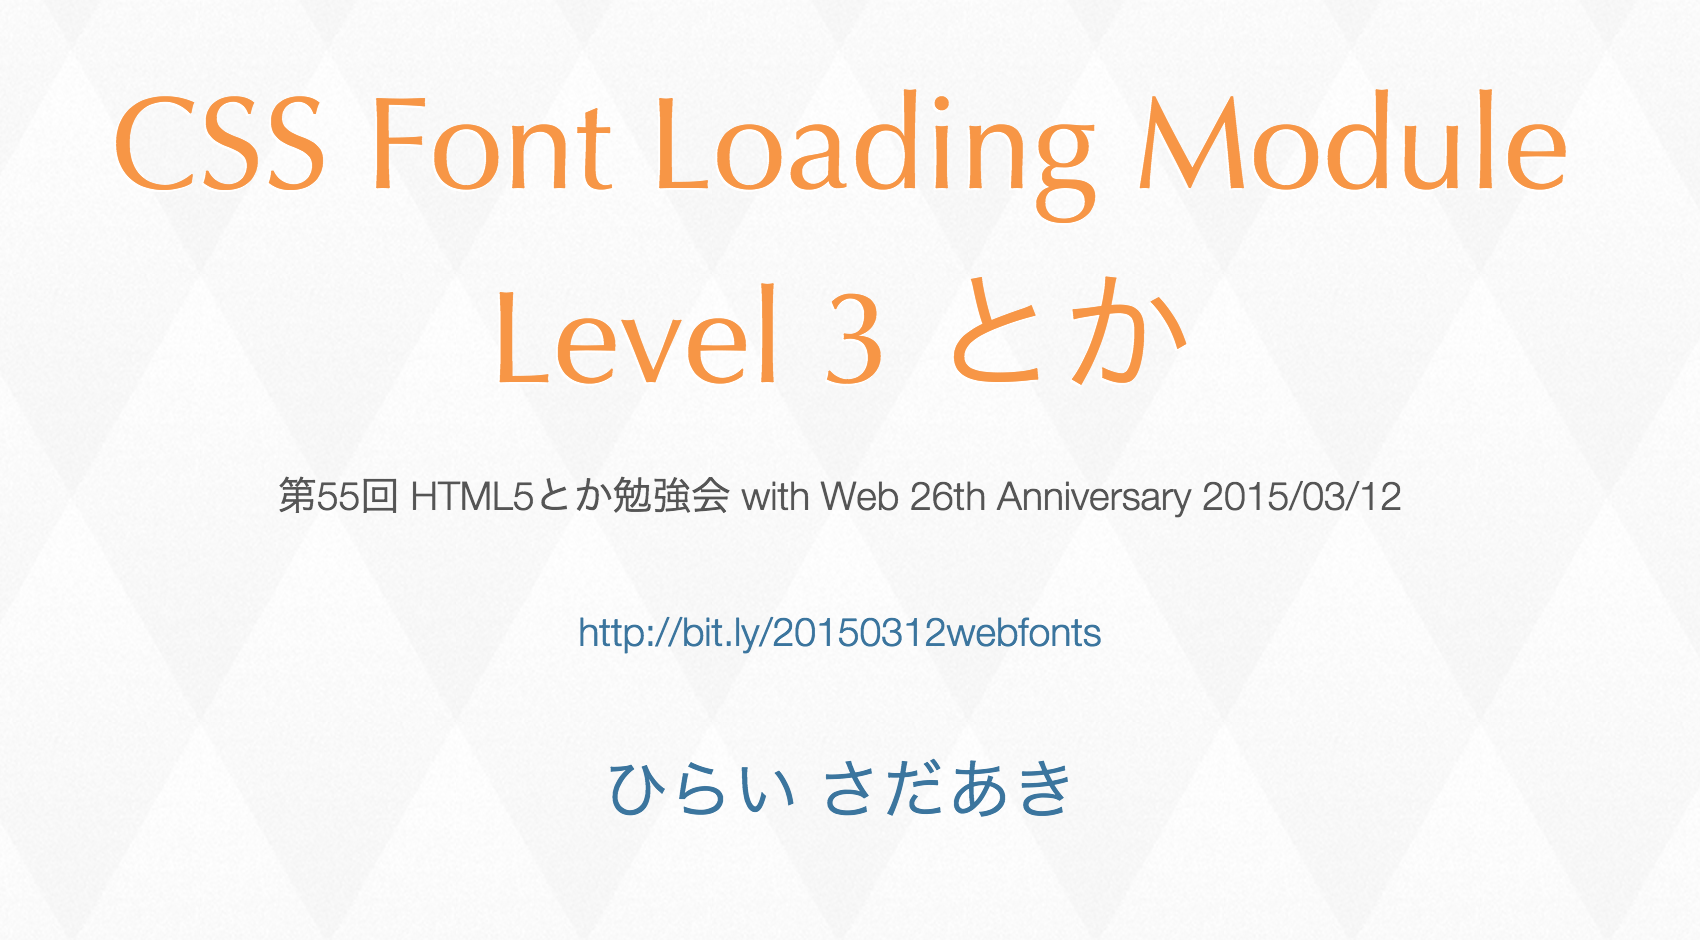 CSS Font Loading Module
Level 3 とか
第55回 HTML5とか勉強会 with Web 26th Anniversary 2015/03/12
http://bit.ly/20150312webfonts
ひらい さだあき